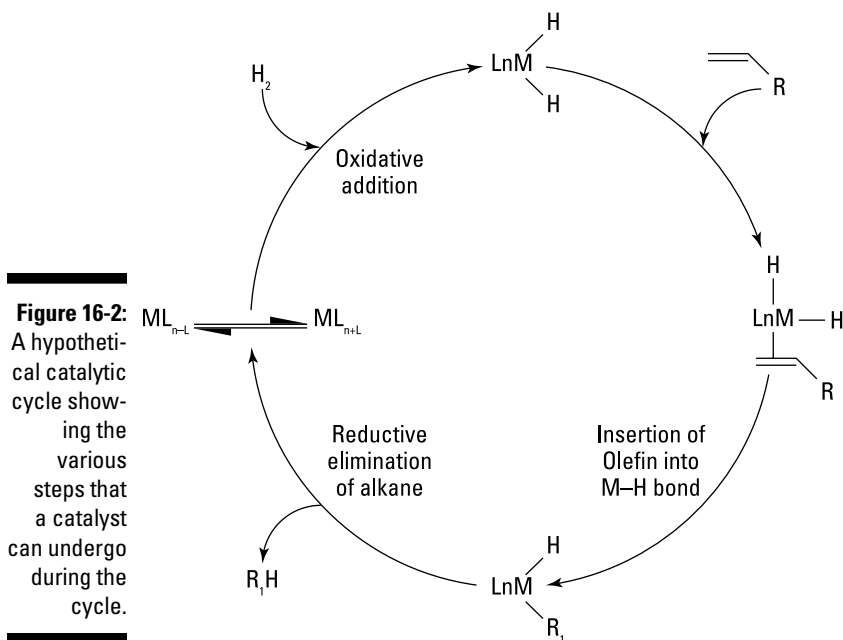 H
LnM
H
H₂
R
Oxidative
addition
H
LnM—H
R
Figure 16-2:
A hypotheti-
cal catalytic
cycle show-
ing the
various
steps that
a catalyst
can undergo
during the
cycle.
MLₙ₋L
MLₙ₊L
Reductive
elimination
of alkane
Insertion of
Olefin into
M–H bond
R₁H
H
LnM
R₁